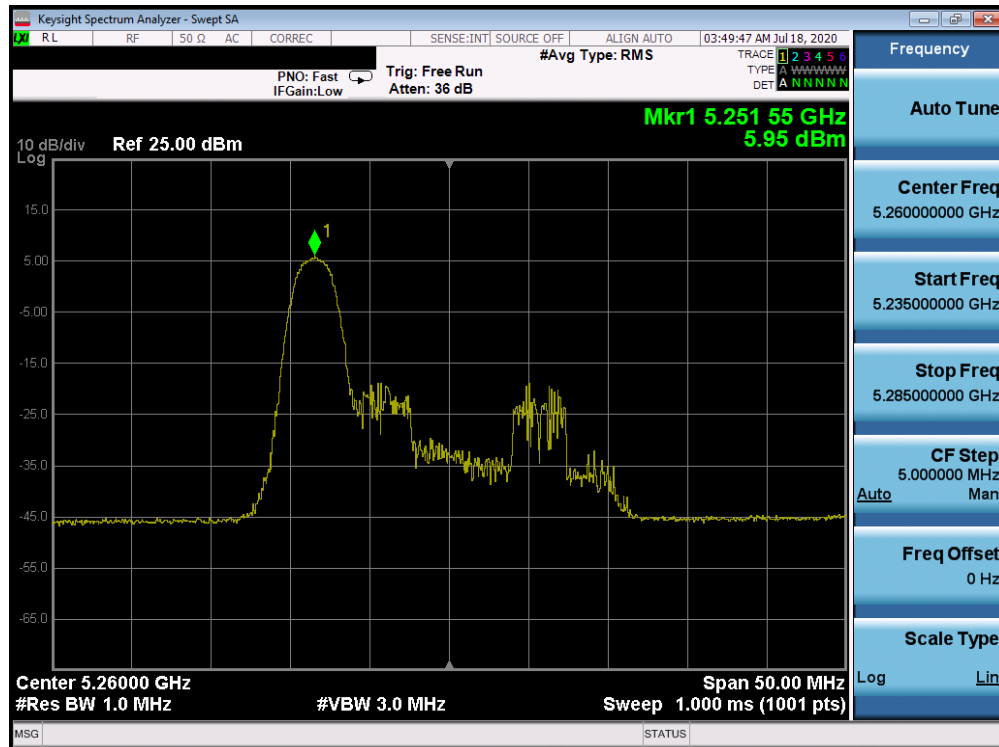 Keysight Spectrum Analyzer - Swept SA
LXI RL RF 50 Ω AC CORREC SENSE:INT SOURCE OFF ALIGN AUTO 03:49:47 AM Jul 18, 2020
#Avg Type: RMS
TRACE 1 2 3 4 5 6
TYPE A WWWWW
DET A N N N N N
PNO: Fast
IFGain:Low
Trig: Free Run
Atten: 36 dB
Mkr1 5.251 55 GHz
5.95 dBm
10 dB/div Ref 25.00 dBm
Log
1
15.0
5.00
-5.00
-15.0
-25.0
-35.0
-45.0
-55.0
-65.0
Center 5.26000 GHz
Span 50.00 MHz
#Res BW 1.0 MHz
#VBW 3.0 MHz
Sweep 1.000 ms (1001 pts)
MSG
STATUS
Frequency
Auto Tune
Center Freq
5.260000000 GHz
Start Freq
5.235000000 GHz
Stop Freq
5.285000000 GHz
CF Step
5.000000 MHz
Auto Man
Freq Offset
0 Hz
Scale Type
Log Lin